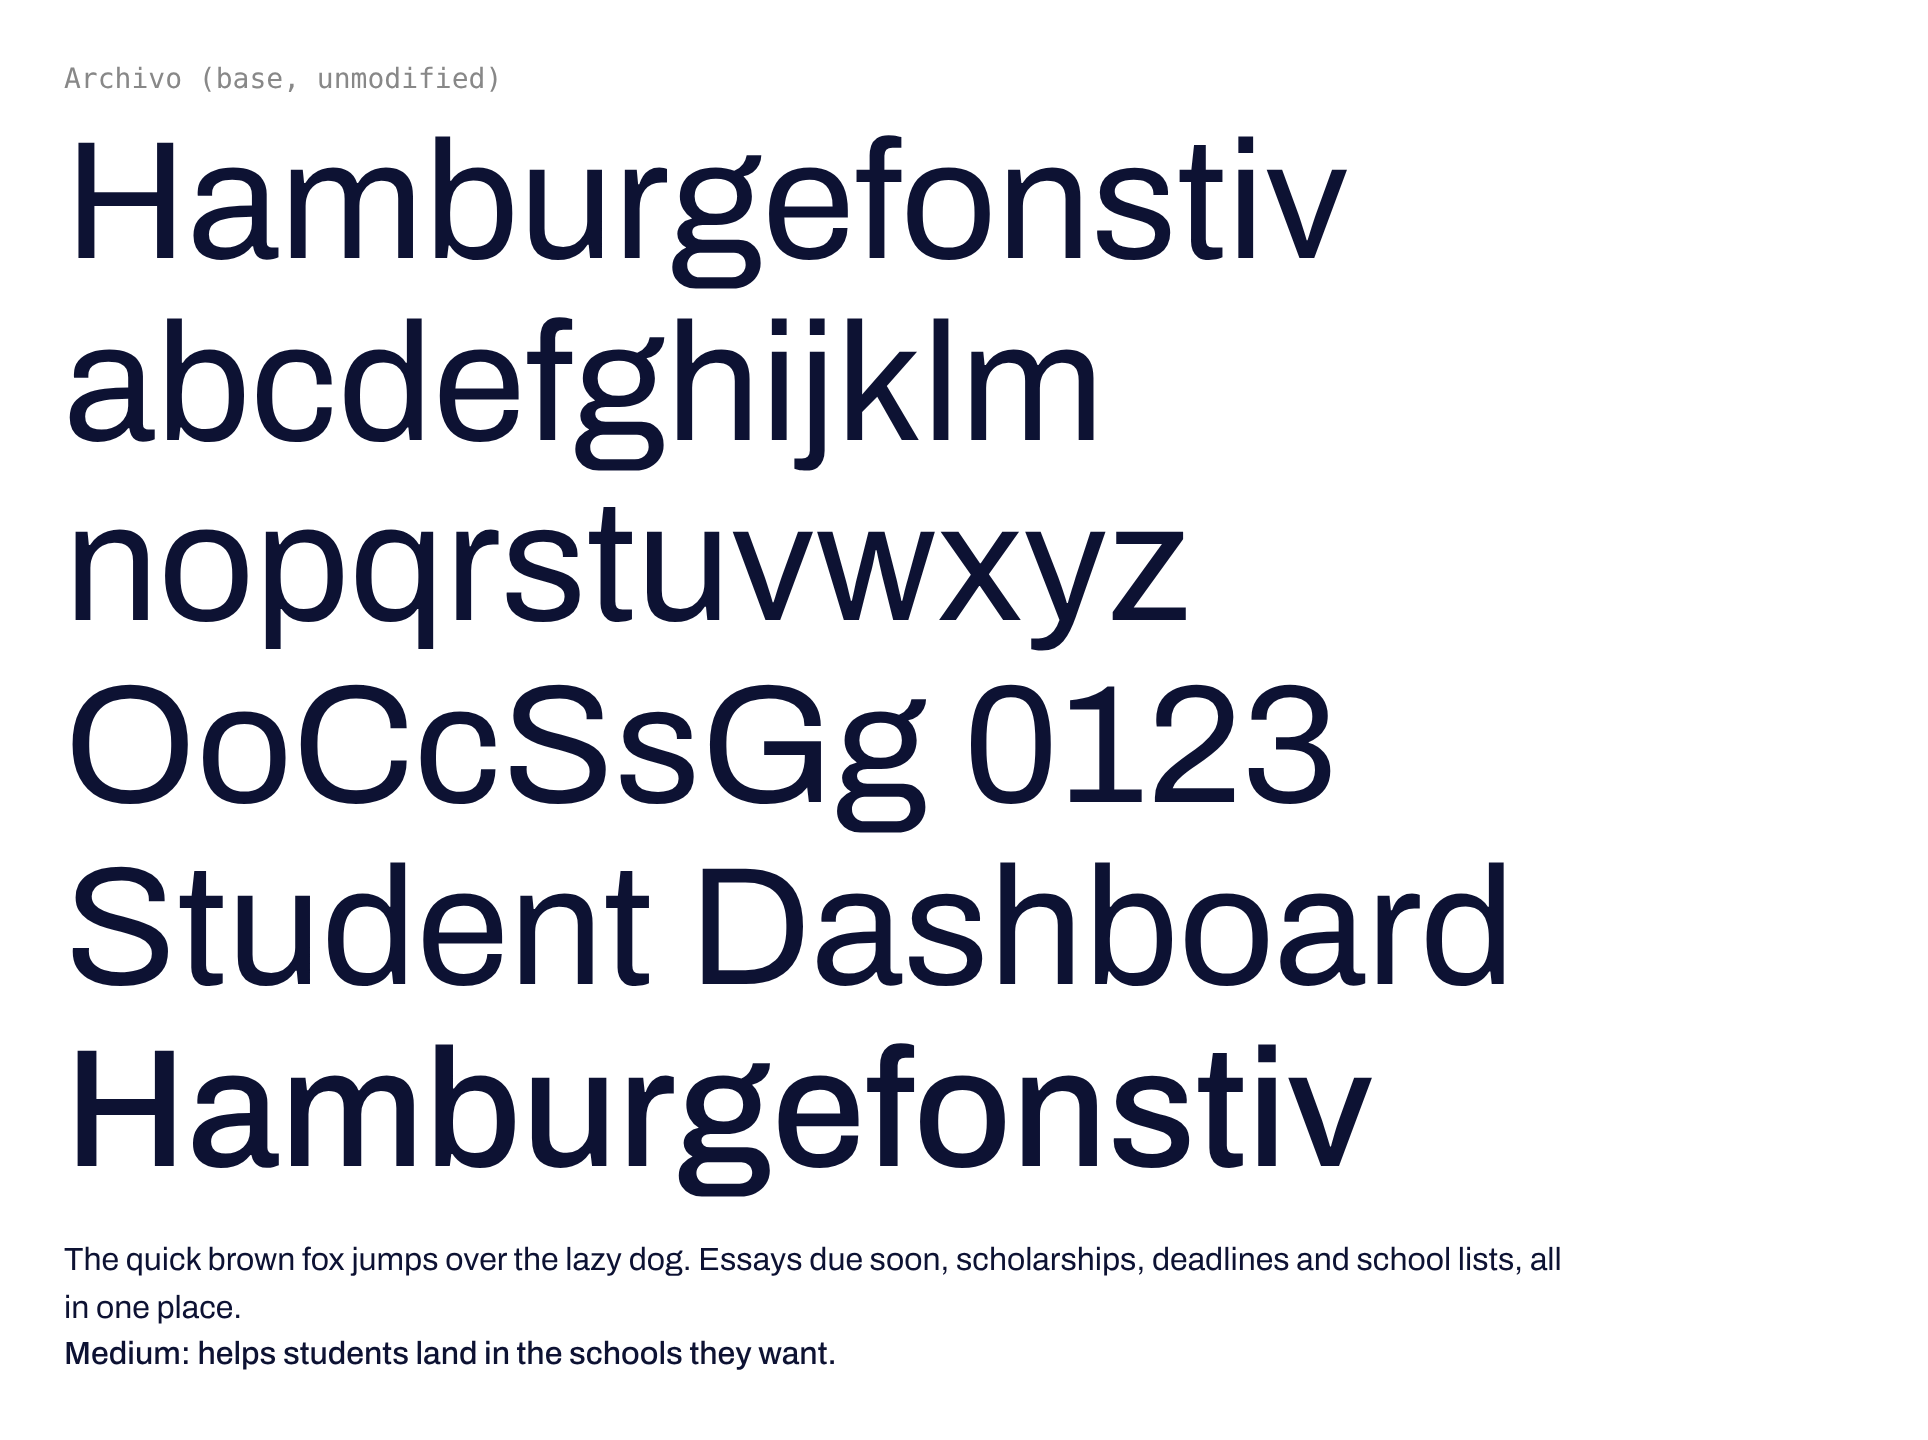 Archivo (base, unmodified)
Hamburgefonstiv
abcdefghijklm
nopqrstuvwxyz
OoCcSsGg 0123
Student Dashboard
Hamburgefonstiv
The quick brown fox jumps over the lazy dog. Essays due soon, scholarships, deadlines and school lists, all
in one place.
Medium: helps students land in the schools they want.